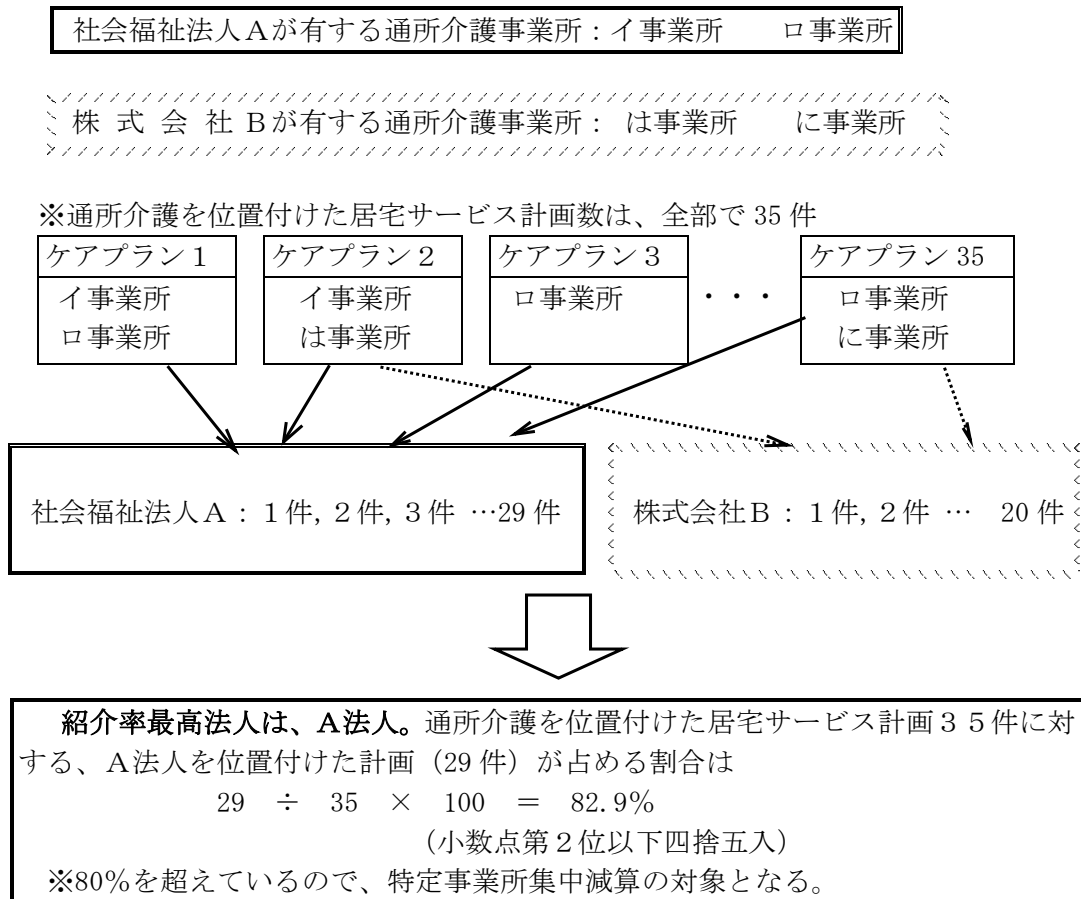 社会福祉法人Ａが有する通所介護事業所：イ事業所　　ロ事業所
株 式 会 社 Ｂが有する通所介護事業所： は事業所　　に事業所
※通所介護を位置付けた居宅サービス計画数は、全部で 35 件
ケアプラン１　ケアプラン２　ケアプラン３　ケアプラン 35
イ事業所　イ事業所　ロ事業所　・・・　ロ事業所
ロ事業所　は事業所　に事業所
社会福祉法人Ａ：１件, ２件, ３件 …29 件　株式会社Ｂ：１件, ２件 … 20 件
紹介率最高法人は、Ａ法人。通所介護を位置付けた居宅サービス計画３５件に対
する、Ａ法人を位置付けた計画（29 件）が占める割合は
29 ÷ 35 × 100 ＝ 82.9％
（小数点第２位以下四捨五入）
※80％を超えているので、特定事業所集中減算の対象となる。